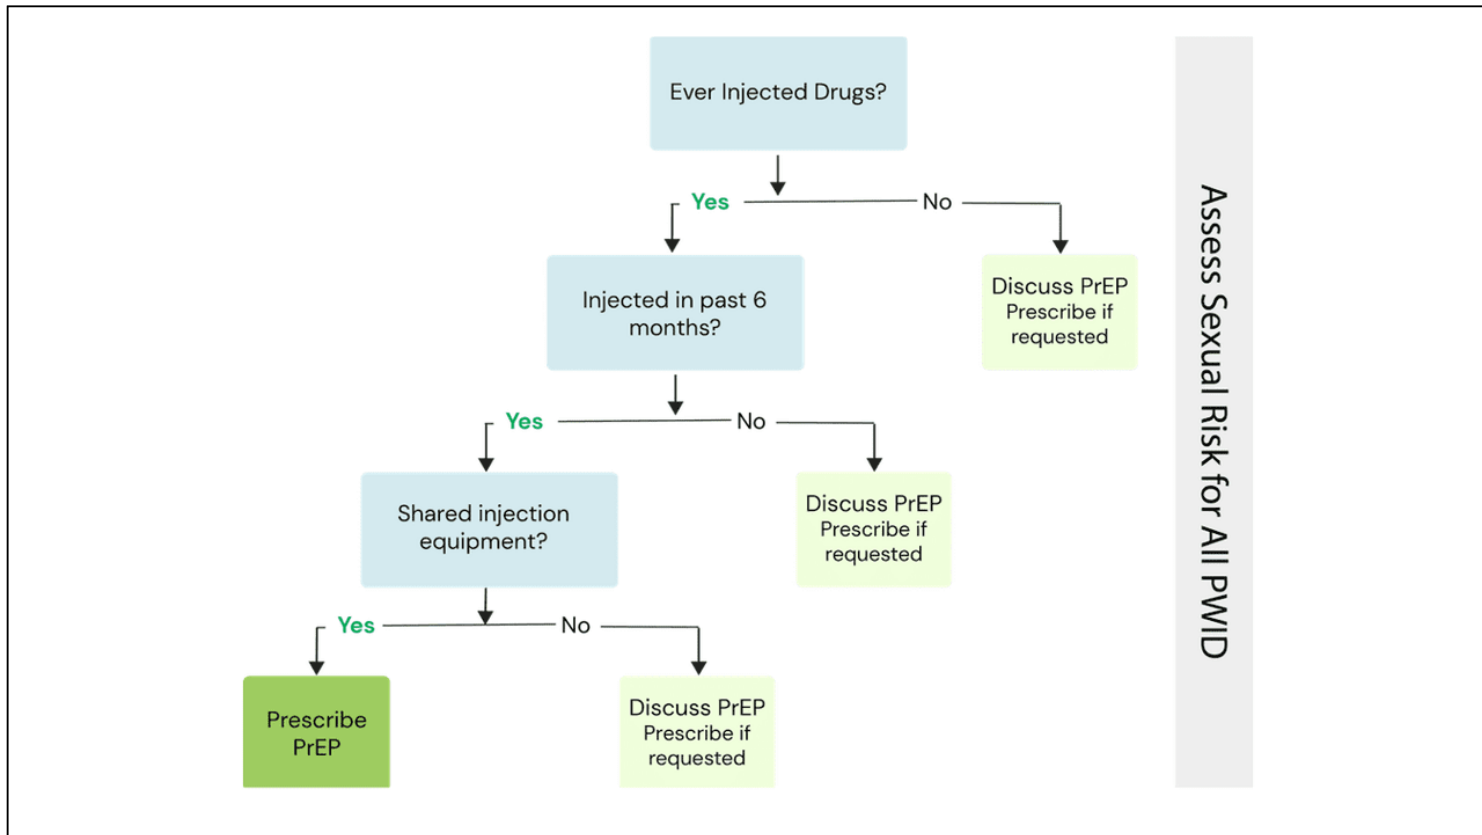 Ever Injected Drugs?
Yes
No
Injected in past 6
months?
Discuss PrEP
Prescribe if
requested
Yes
No
Shared injection
equipment?
Discuss PrEP
Prescribe if
requested
Yes
No
Prescribe
PrEP
Discuss PrEP
Prescribe if
requested
Assess Sexual Risk for All PWID